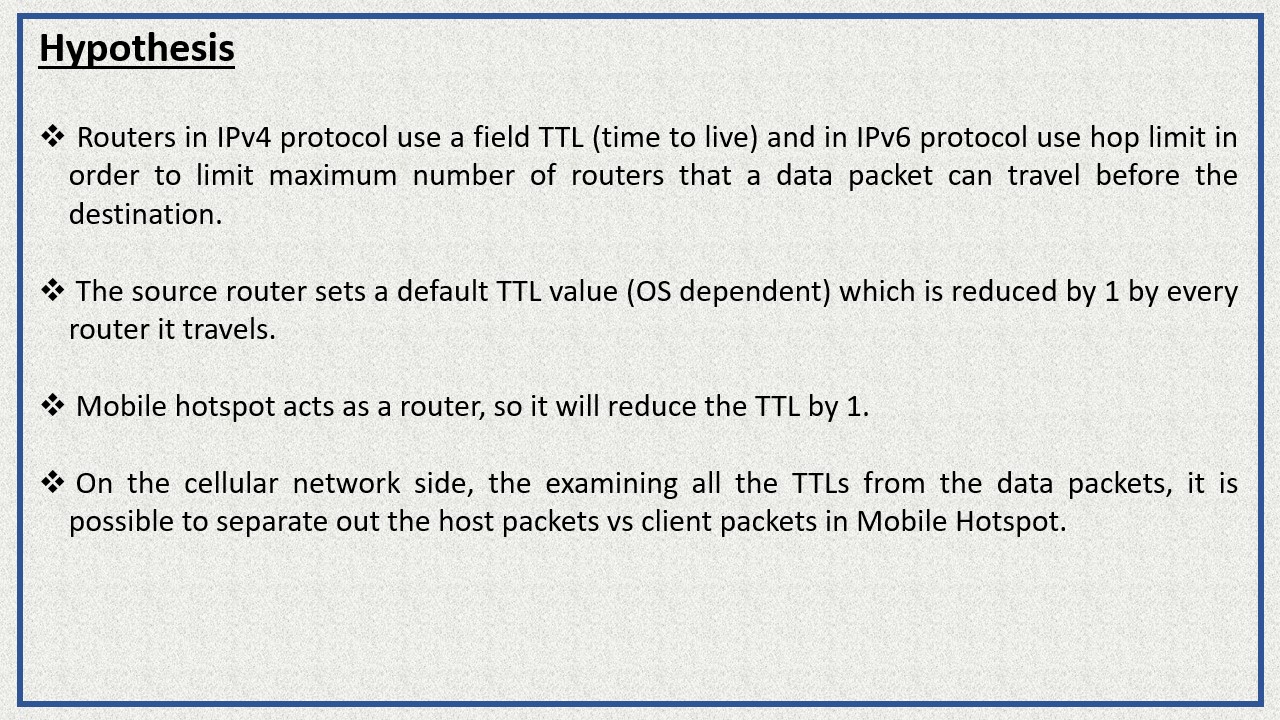 Hypothesis
❖ Routers in IPv4 protocol use a field TTL (time to live) and in IPv6 protocol use hop limit in
order to limit maximum number of routers that a data packet can travel before the
destination.
❖ The source router sets a default TTL value (OS dependent) which is reduced by 1 by every
router it travels.
❖ Mobile hotspot acts as a router, so it will reduce the TTL by 1.
❖ On the cellular network side, the examining all the TTLs from the data packets, it is
possible to separate out the host packets vs client packets in Mobile Hotspot.